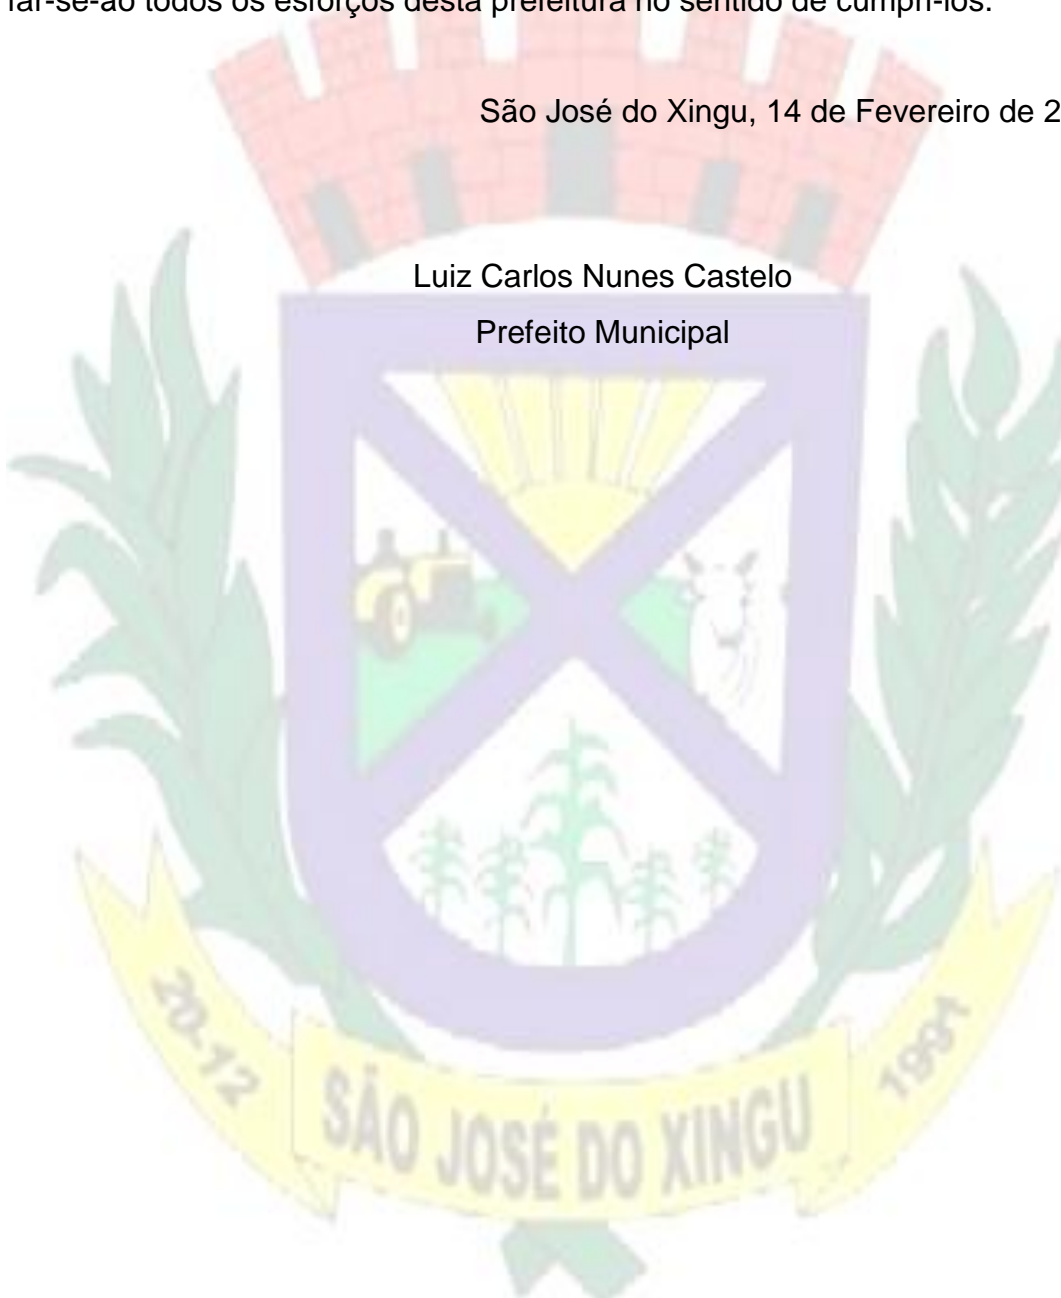 far-se-ão todos os esforços desta prefeitura no sentido de cumpri-los.
São José do Xingu, 14 de Fevereiro de 2
Luiz Carlos Nunes Castelo
Prefeito Municipal
20-12
SÃO JOSÉ DO XINGU
1991